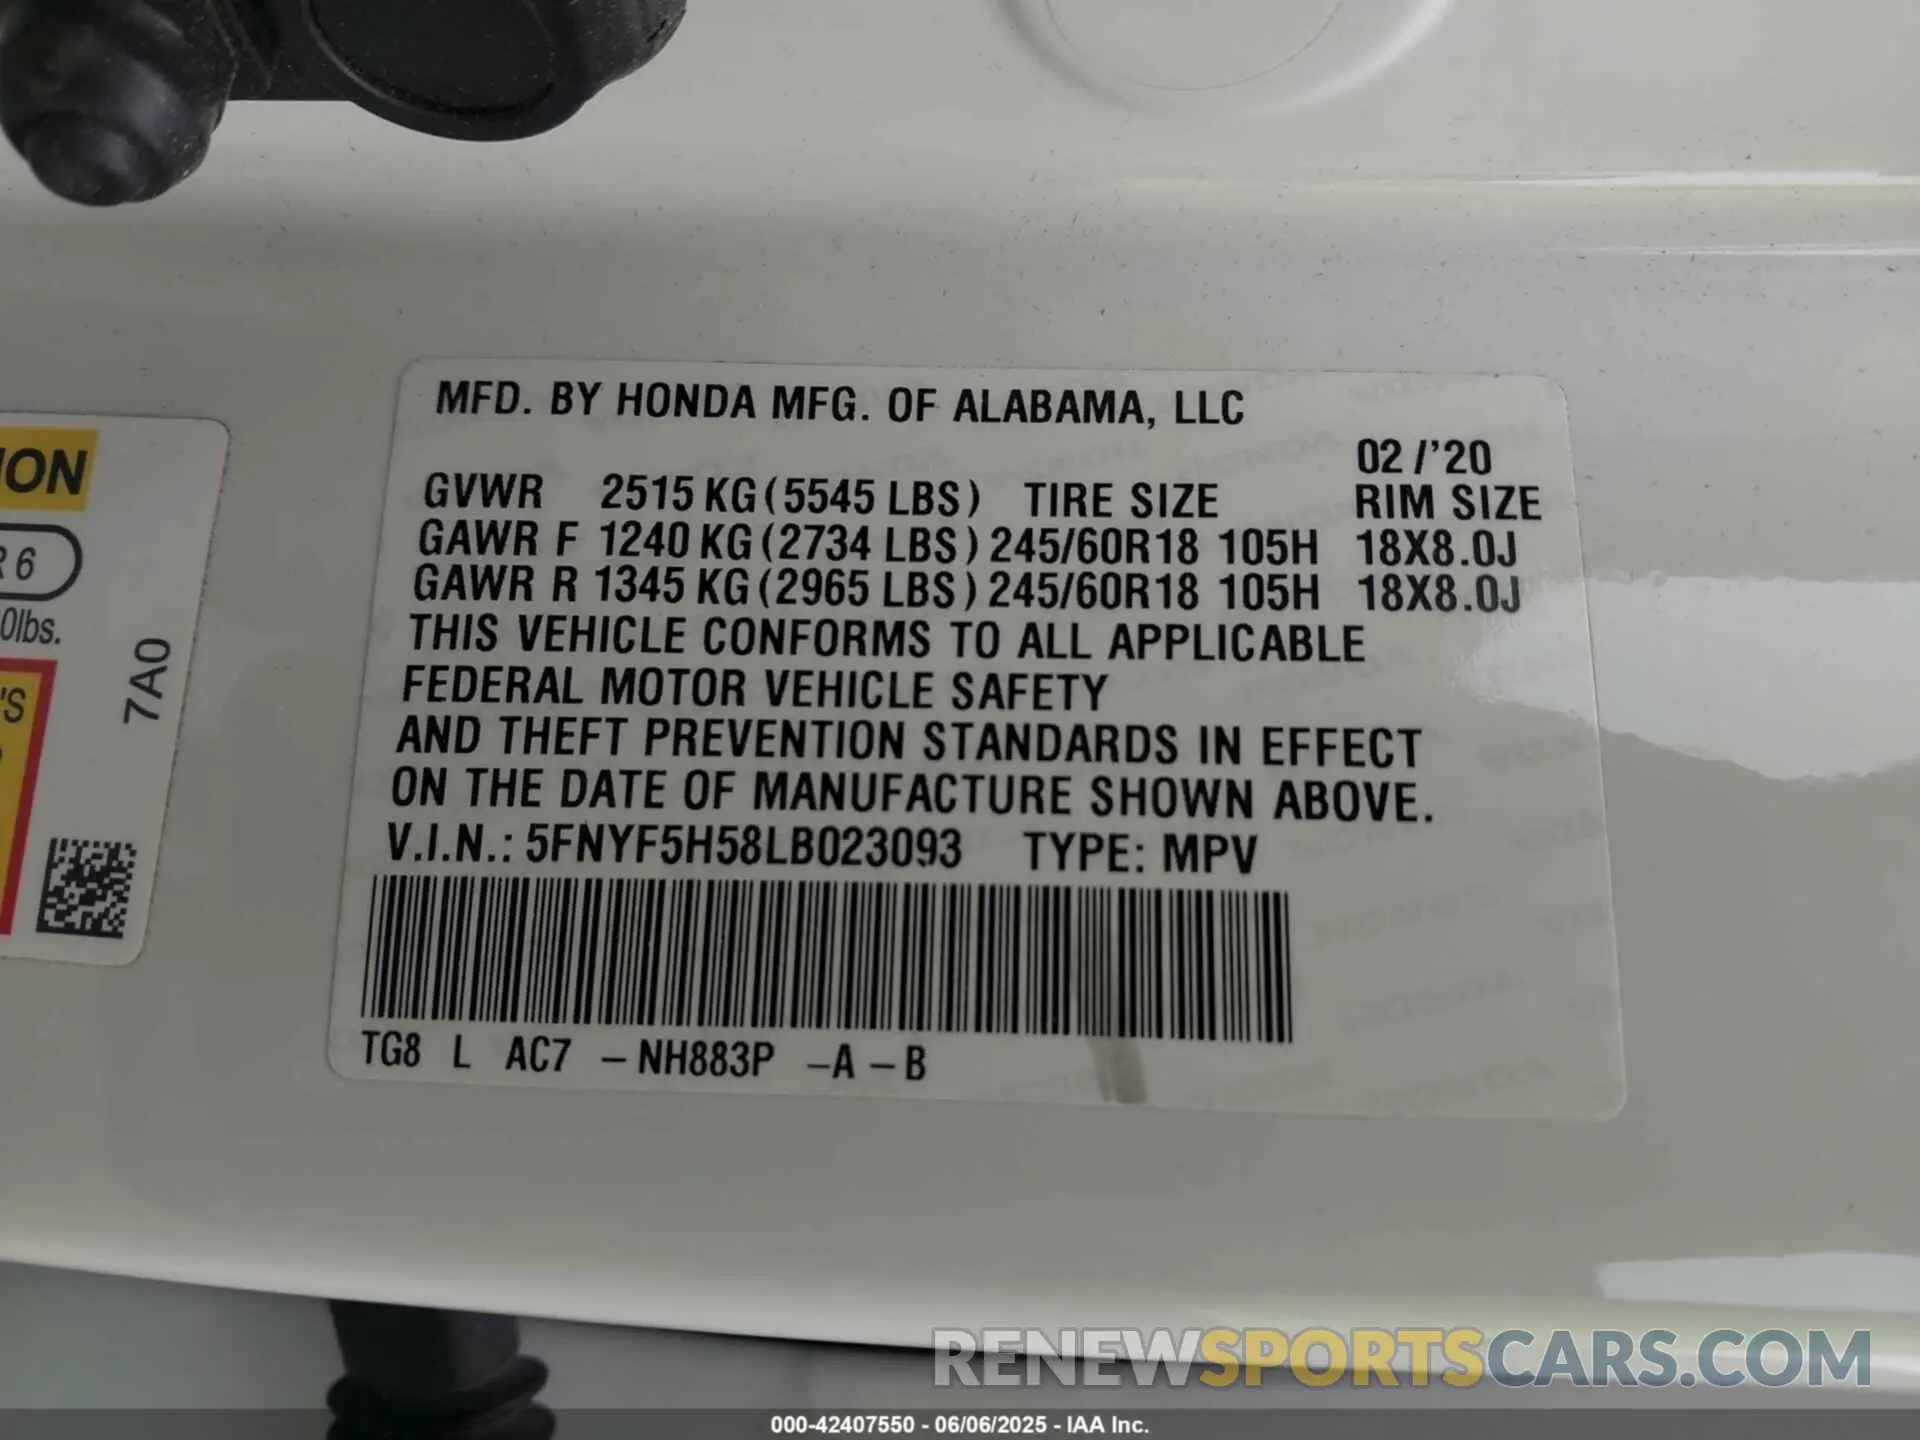 MFD. BY HONDA MFG. OF ALABAMA, LLC
02 /'20
GVWR 2515 KG (5545 LBS) TIRE SIZE RIM SIZE
GAWR F 1240 KG (2734 LBS) 245/60R18 105H 18X8.0J
GAWR R 1345 KG (2965 LBS) 245/60R18 105H 18X8.0J
THIS VEHICLE CONFORMS TO ALL APPLICABLE
FEDERAL MOTOR VEHICLE SAFETY
AND THEFT PREVENTION STANDARDS IN EFFECT
ON THE DATE OF MANUFACTURE SHOWN ABOVE.
V.I.N.: 5FNYF5H58LB023093 TYPE: MPV
TG8 L AC7 – NH883P – A – B
ION
R 6
0lbs.
'S
7A0
RENEWSPORTSCARS.COM
000-42407550 - 06/06/2025 - IAA Inc.